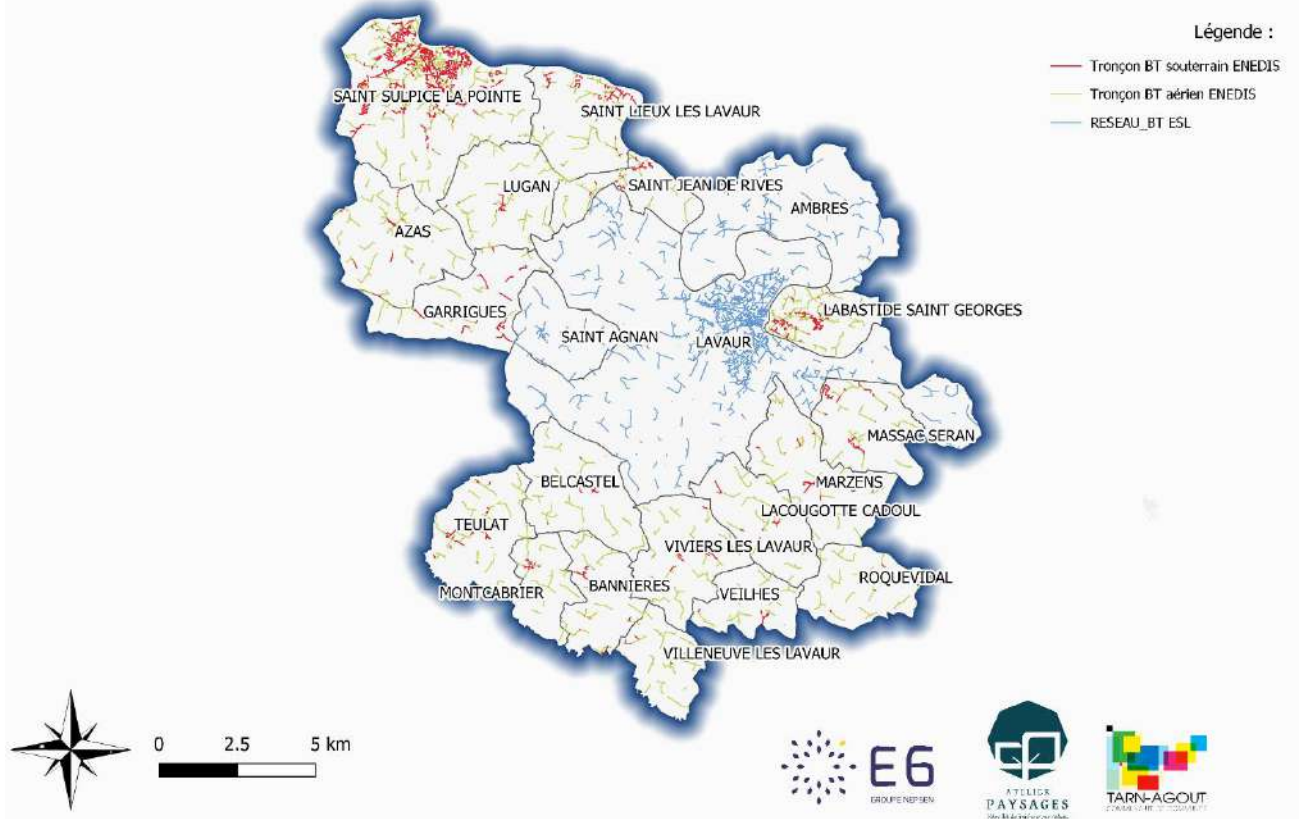 Légende :
Tronçon BT souterrain ENEDIS
Tronçon BT aérien ENEDIS
RESEAU_BT ESL
SAINT SULPICE LA POINTE
SAINT LIEUX LES LAVAUR
LUGAN
SAINT JEAN DE RIVES
AMBRES
AZAS
GARRIGUES
LABASTIDE SAINT GEORGES
SAINT AGNAN
LAVAUR
MASSAC SERAN
BELCASTEL
MARZENS
LACOUGOTTE CADOUL
TEULAT
VIVIERS LES LAVAUR
ROQUEVIDAL
MONTCABRIER
BANNIERES
VEILHES
VILLENEUVE LES LAVAUR
0 2.5 5 km
E6
GROUPE NEPSEN
ATELIER
PAYSAGES
TARN-AGOUT